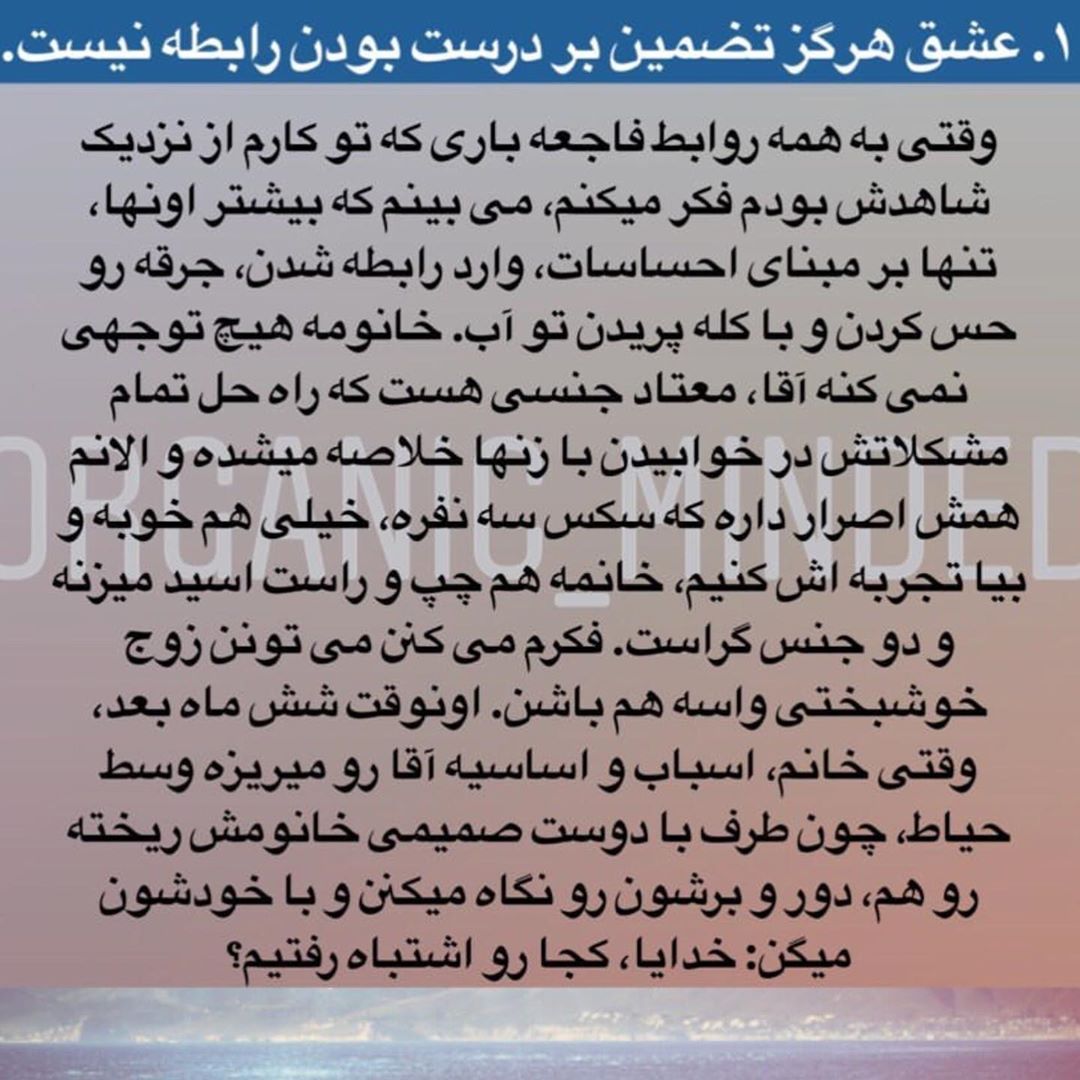 ۱. عشق هرگز تضمین بر درست بودن رابطه نیست.
وقتی به همه روابط فاجعه باری که تو کارم از نزدیک
شاهدش بودم فکر میکنم، می بینم که بیشتر اونها،
تنها بر مبنای احساسات، وارد رابطه شدن، جرقه رو
حس کردن و با کله پریدن تو آب. خانومه هیچ توجهی
نمی کنه آقا، معتاد جنسی هست که راه حل تمام
مشکلاتش در خوابیدن با زنها خلاصه میشده و الانم
همش اصرار داره که سکس سه نفره، خیلی هم خوبه و
بیا تجربه اش کنیم، خانمه هم چپ و راست اسید میزنه
و دو جنس گراست. فکرم می کنن می تونن زوج
خوشبختی واسه هم باشن. اونوقت شش ماه بعد،
وقتی خانم، اسباب و اساسیه آقا رو میریزه وسط
حیاط، چون طرف با دوست صمیمی خانومش ریخته
رو هم، دور و برشون رو نگاه میکنن و با خودشون
میگن: خدایا، کجا رو اشتباه رفتیم؟
ORGANIC_MINDED